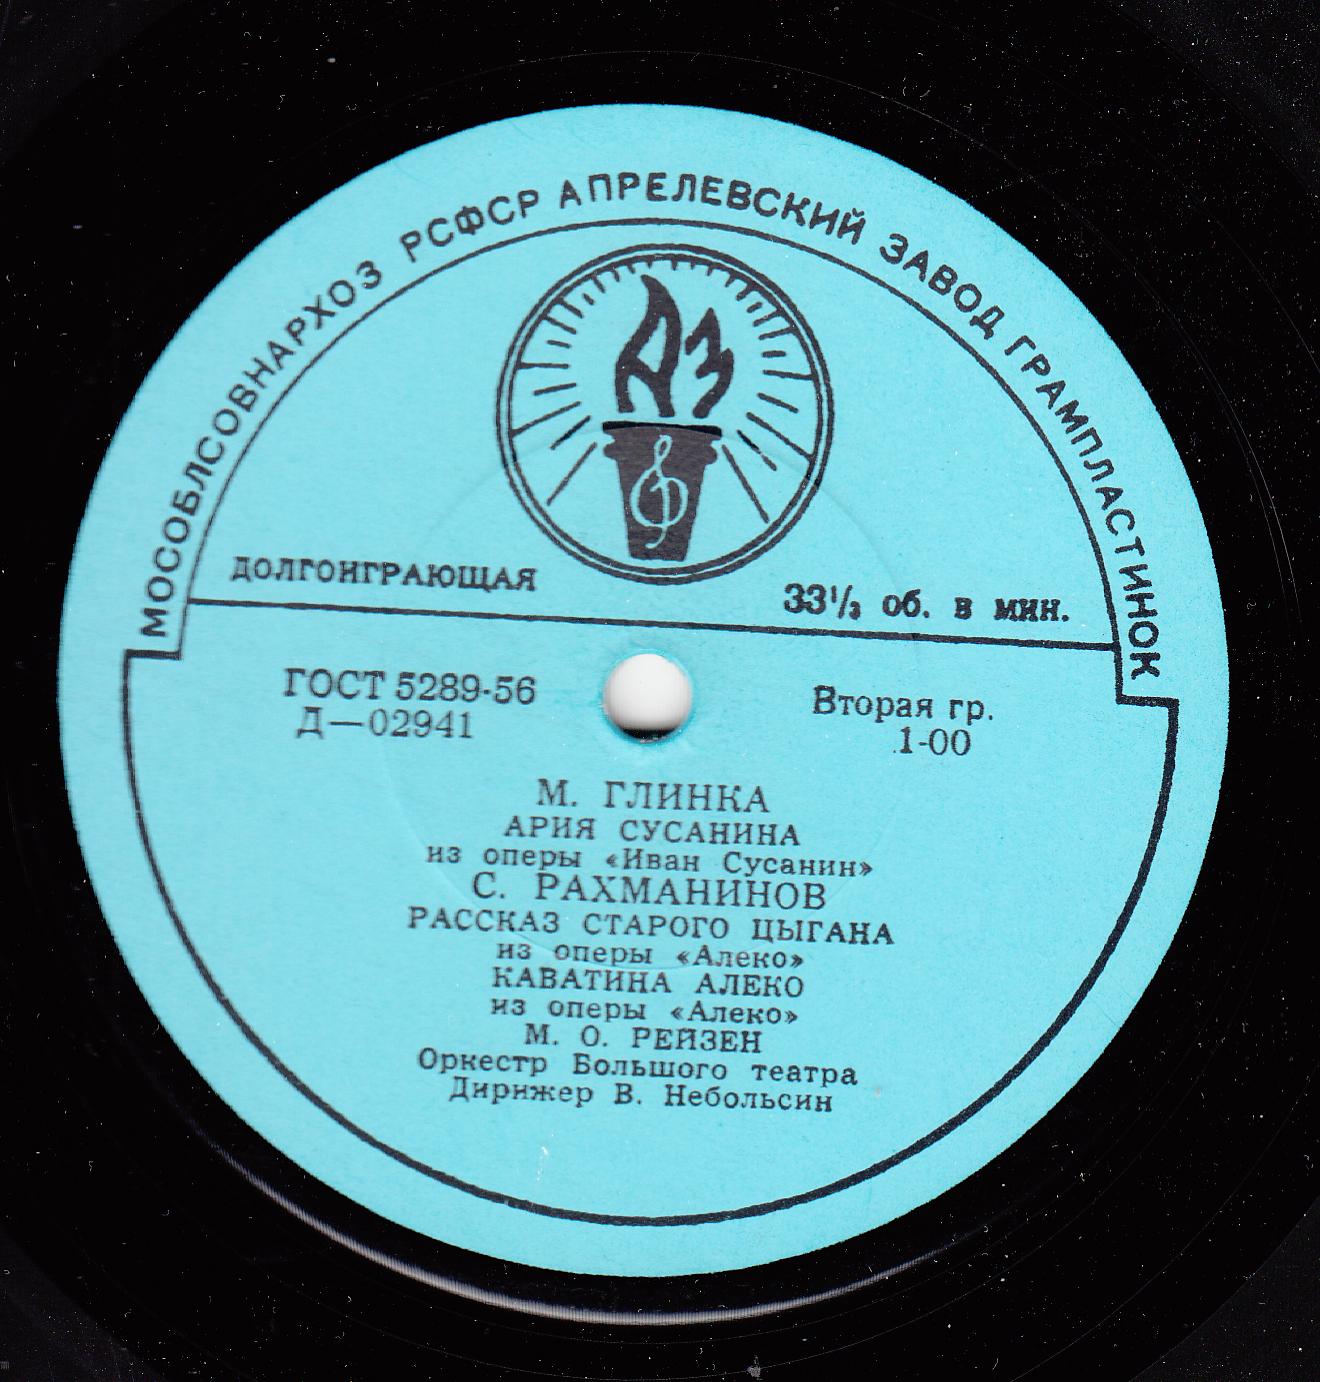 МОСОБЛСОВНАРХОЗ РСФСР АПРЕЛЕВСКИЙ ЗАВОД ГРАМПЛАСТИНОК
АЗ
ДОЛГОИГРАЮЩАЯ
33⅓ об. в мин.
ГОСТ 5289-56
Д—02941
Вторая гр.
1-00
М. ГЛИНКА
АРИЯ СУСАНИНА
из оперы «Иван Сусанин»
С. РАХМАНИНОВ
РАССКАЗ СТАРОГО ЦЫГАНА
из оперы «Алеко»
КАВАТИНА АЛЕКО
из оперы «Алеко»
М. О. РЕЙЗЕН
Оркестр Большого театра
Дирижер В. Небольсин